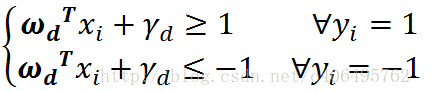 ω_d^T x_i + γ_d ≥ 1 ∀y_i = 1
ω_d^T x_i + γ_d ≤ −1 ∀y_i = −1